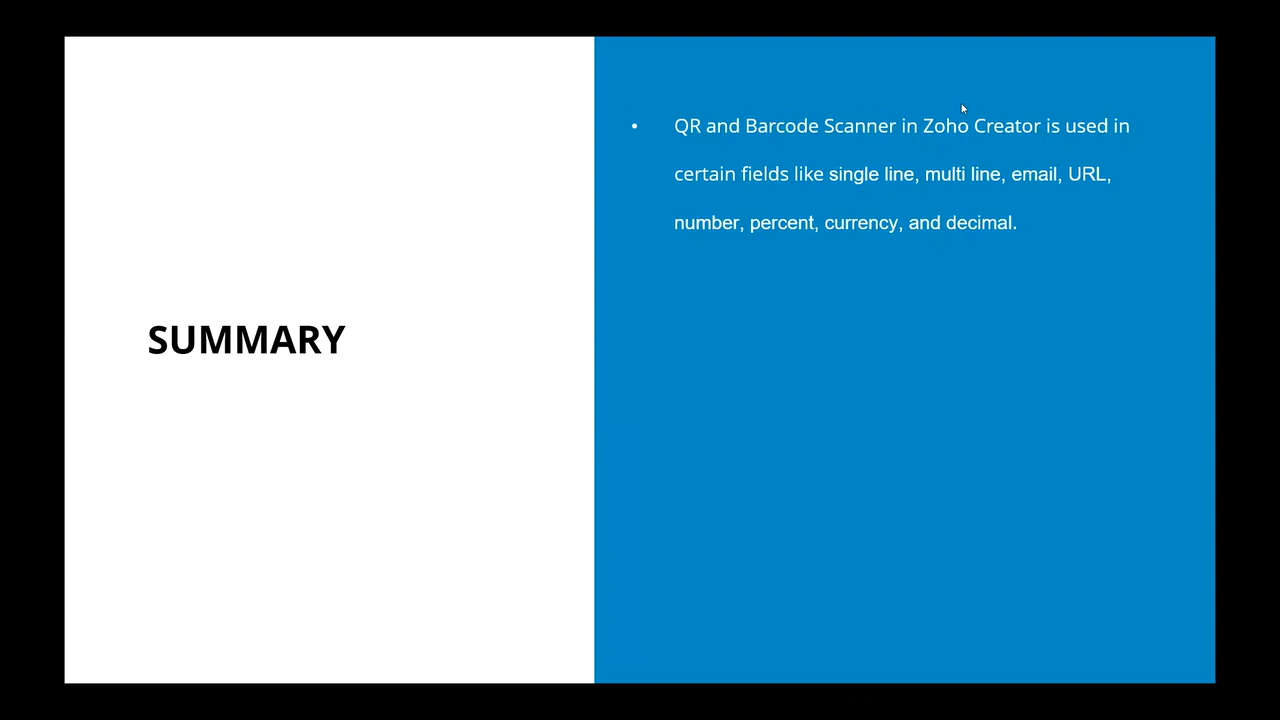 SUMMARY
• QR and Barcode Scanner in Zoho Creator is used in
certain fields like single line, multi line, email, URL,
number, percent, currency, and decimal.